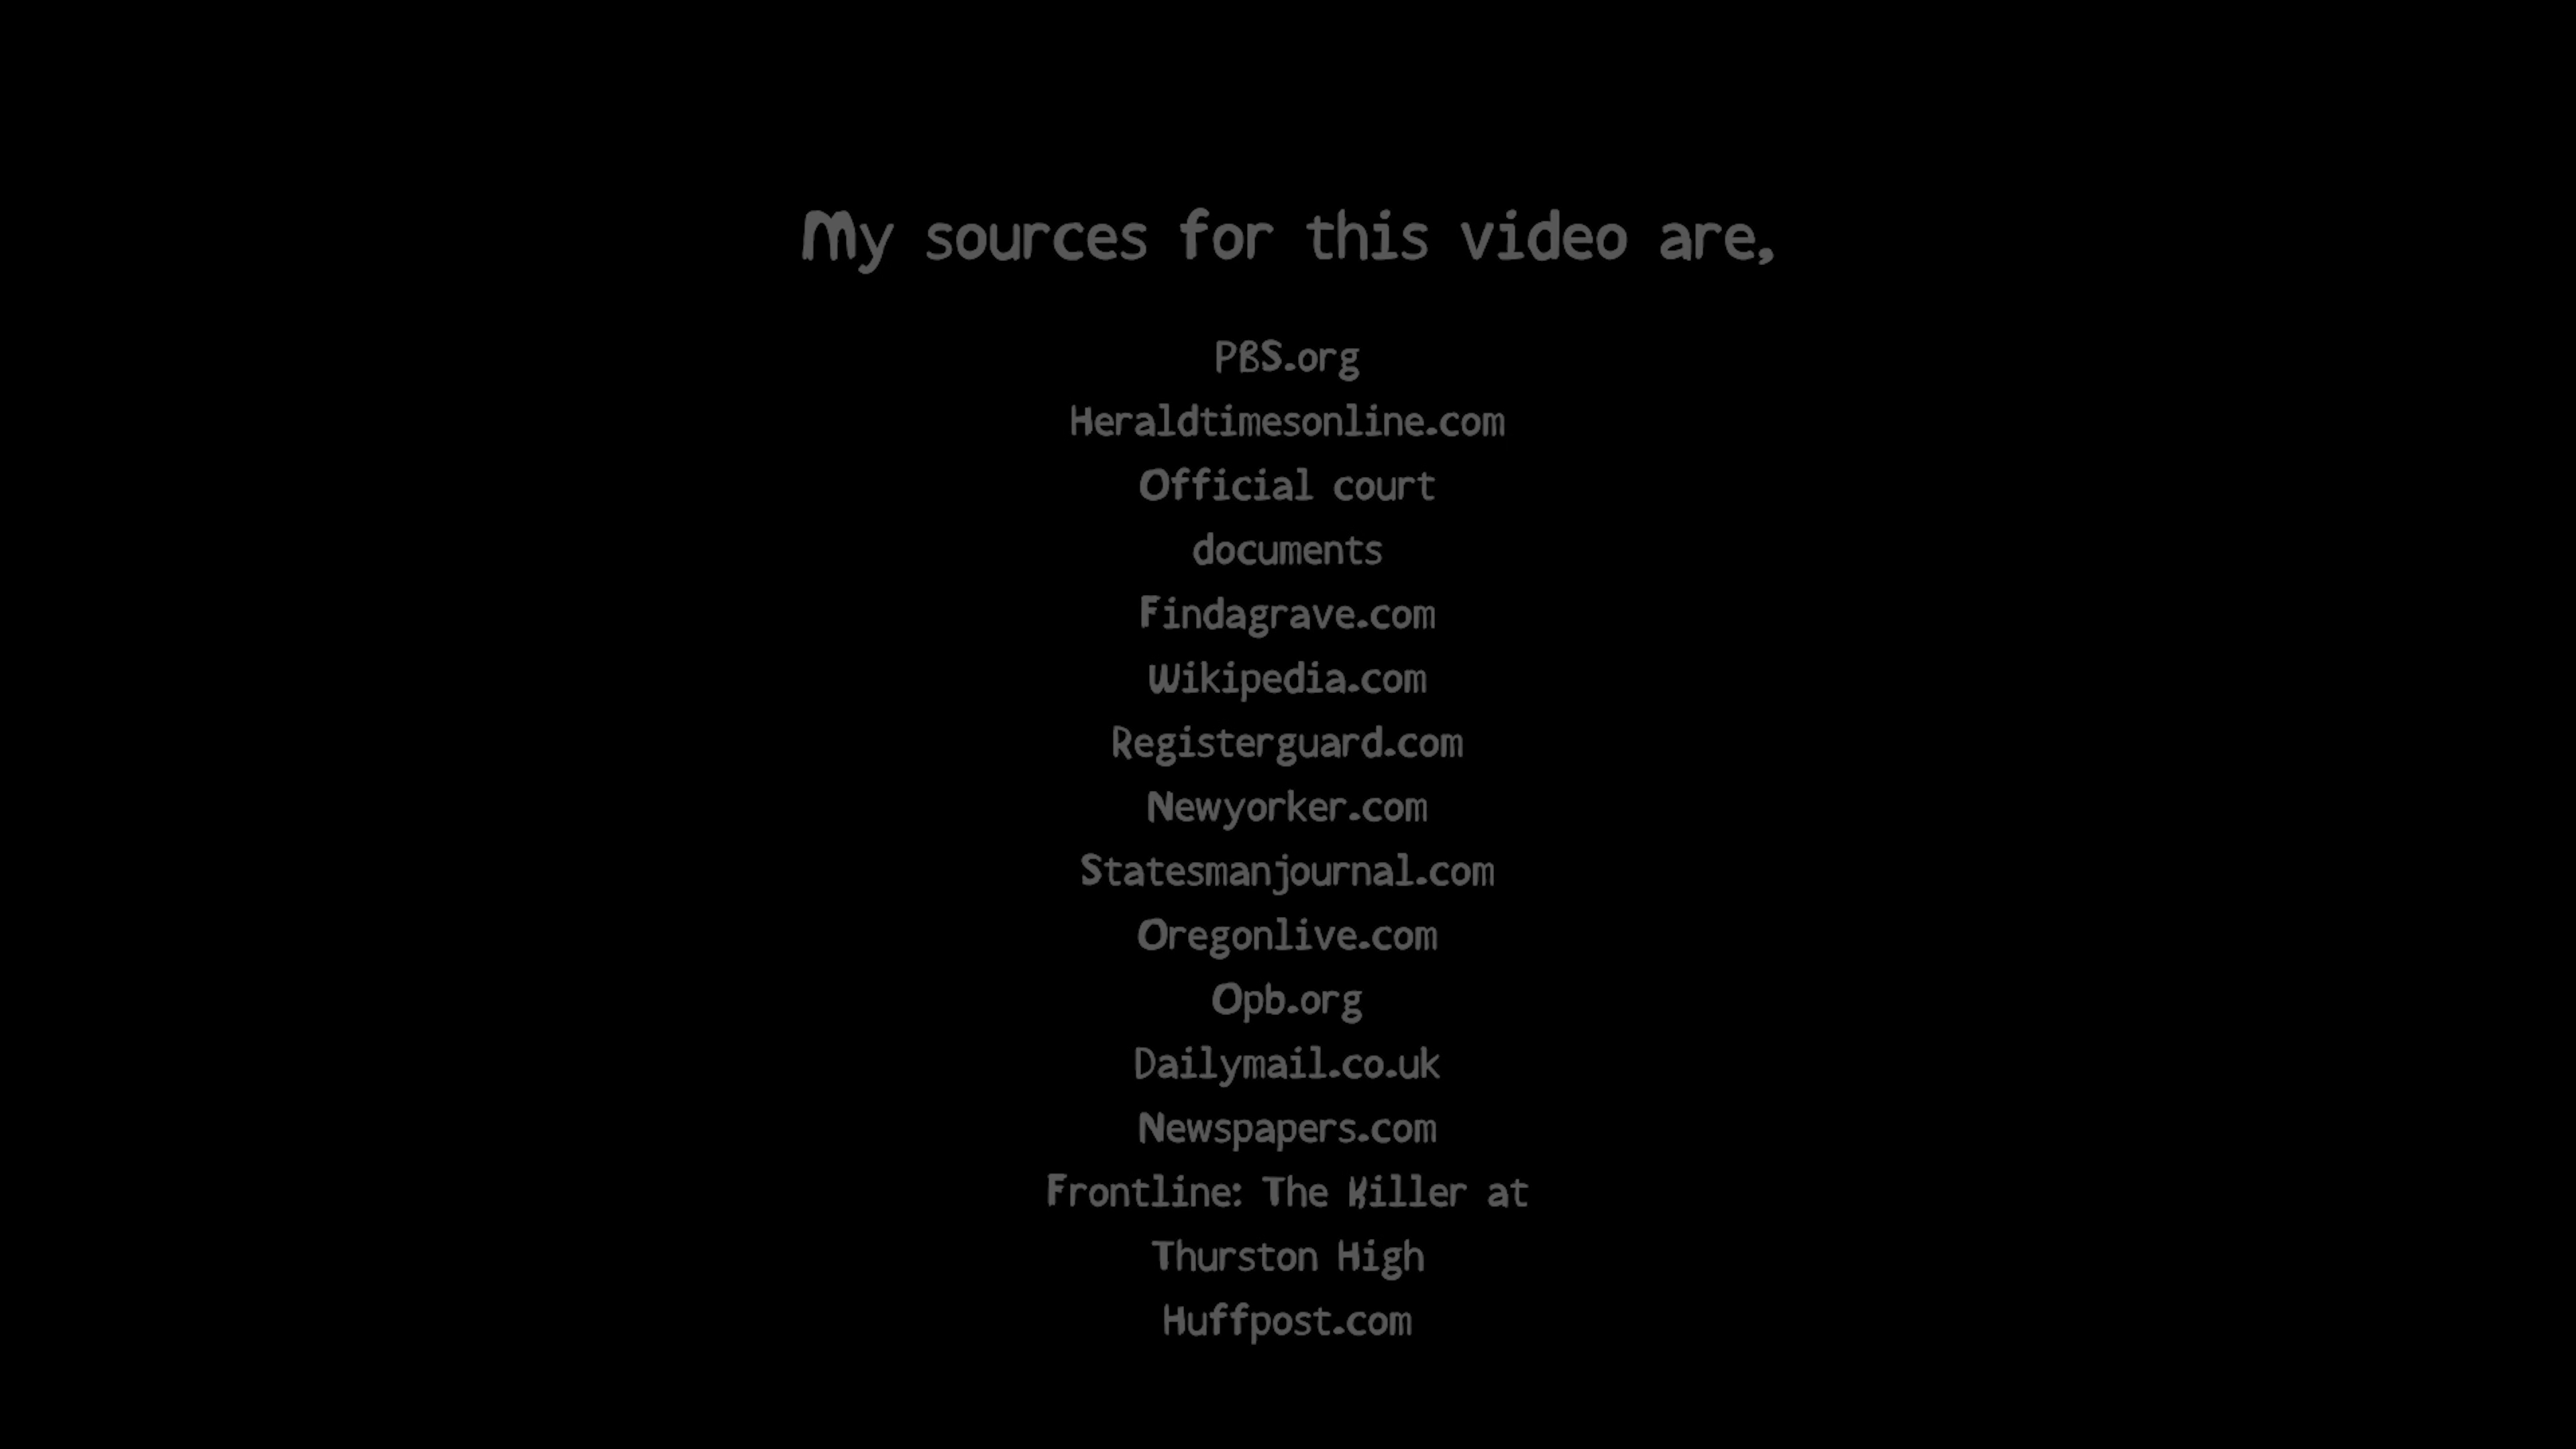 My sources for this video are,
PBS.org
Heraldtimesonline.com
Official court
documents
Findagrave.com
Wikipedia.com
Registerguard.com
Newyorker.com
Statesmanjournal.com
Oregonlive.com
Opb.org
Dailymail.co.uk
Newspapers.com
Frontline: The Killer at
Thurston High
Huffpost.com